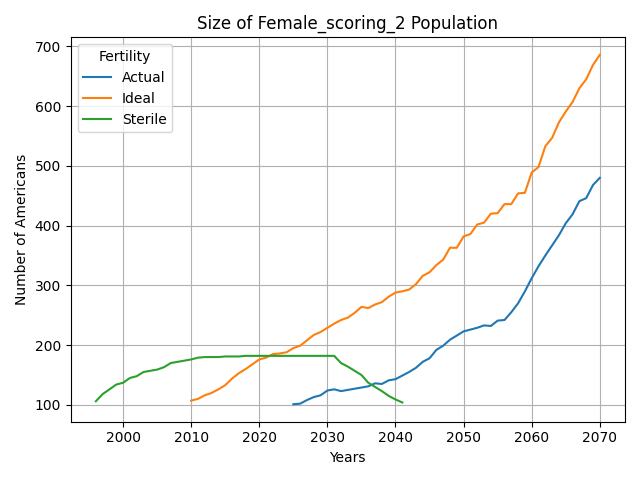 Size of Female_scoring_2 Population
Fertility
Actual
Ideal
Sterile
Number of Americans
700
600
500
400
300
200
100
2000 2010 2020 2030 2040 2050 2060 2070
Years